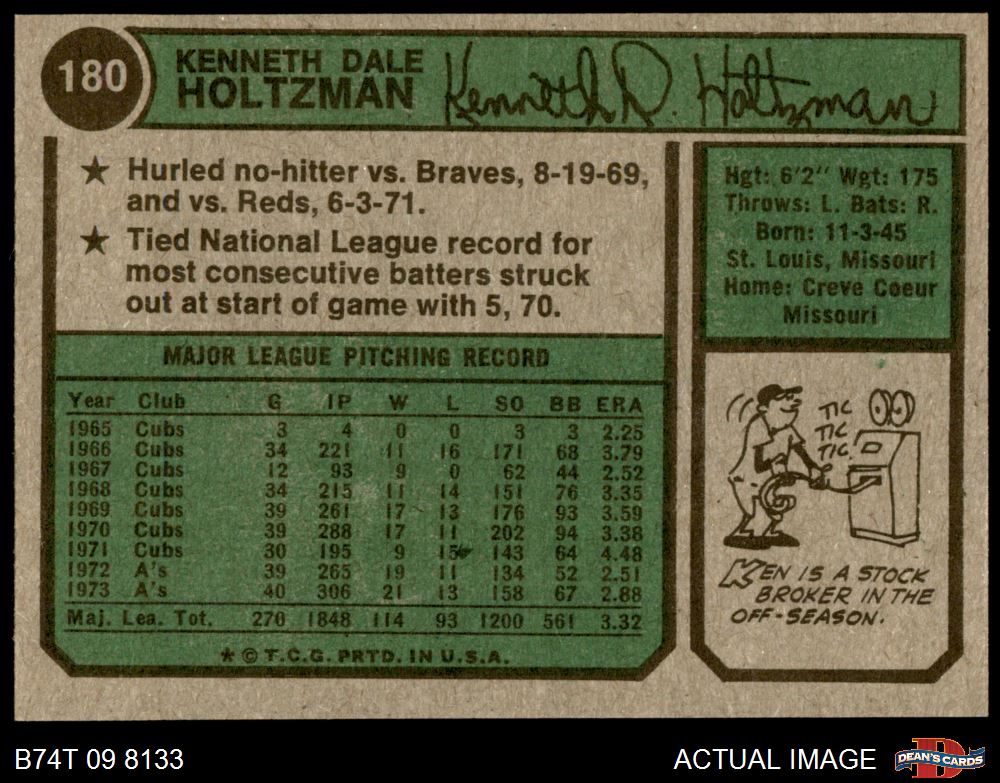 180
KENNETH DALE
HOLTZMAN
Kenneth D. Holtzman
★ Hurled no-hitter vs. Braves, 8-19-69,
and vs. Reds, 6-3-71.
★ Tied National League record for
most consecutive batters struck
out at start of game with 5, 70.
Hgt: 6'2" Wgt: 175
Throws: L. Bats: R.
Born: 11-3-45
St. Louis, Missouri
Home: Creve Coeur
Missouri
MAJOR LEAGUE PITCHING RECORD
Year Club G IP W L SO BB ERA
1965 Cubs 3 4 0 0 3 3 2.25
1966 Cubs 34 221 11 16 171 68 3.79
1967 Cubs 12 93 9 0 62 44 2.52
1968 Cubs 34 215 11 14 151 76 3.35
1969 Cubs 39 261 17 13 176 93 3.59
1970 Cubs 39 288 17 11 202 94 3.38
1971 Cubs 30 195 9 15 143 64 4.48
1972 A's 39 265 19 11 134 52 2.51
1973 A's 40 306 21 13 158 67 2.88
Maj. Lea. Tot. 270 1848 114 93 1200 561 3.32
* © T.C.G. PRTD. IN U.S.A.
TIC
TIC
TIC
KEN IS A STOCK
BROKER IN THE
OFF-SEASON.
B74T 09 8133
ACTUAL IMAGE
D
DEAN'S CARDS